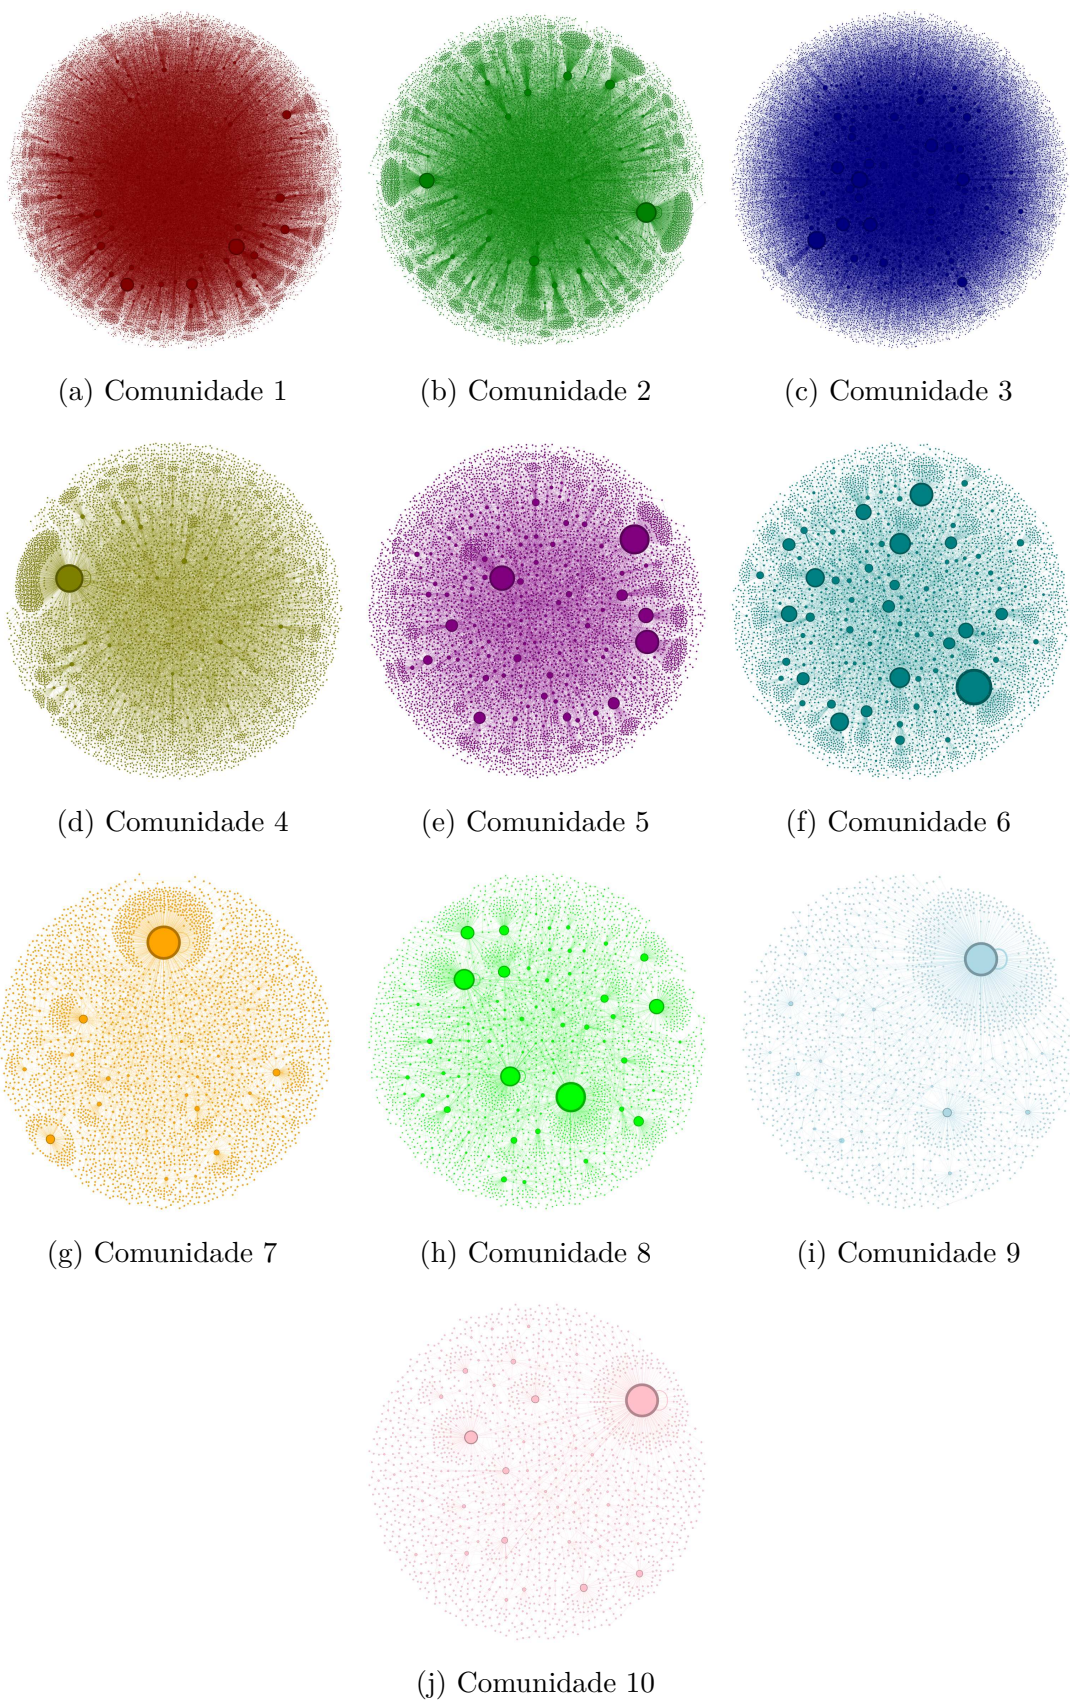 (a) Comunidade 1
(b) Comunidade 2
(c) Comunidade 3
(d) Comunidade 4
(e) Comunidade 5
(f) Comunidade 6
(g) Comunidade 7
(h) Comunidade 8
(i) Comunidade 9
(j) Comunidade 10